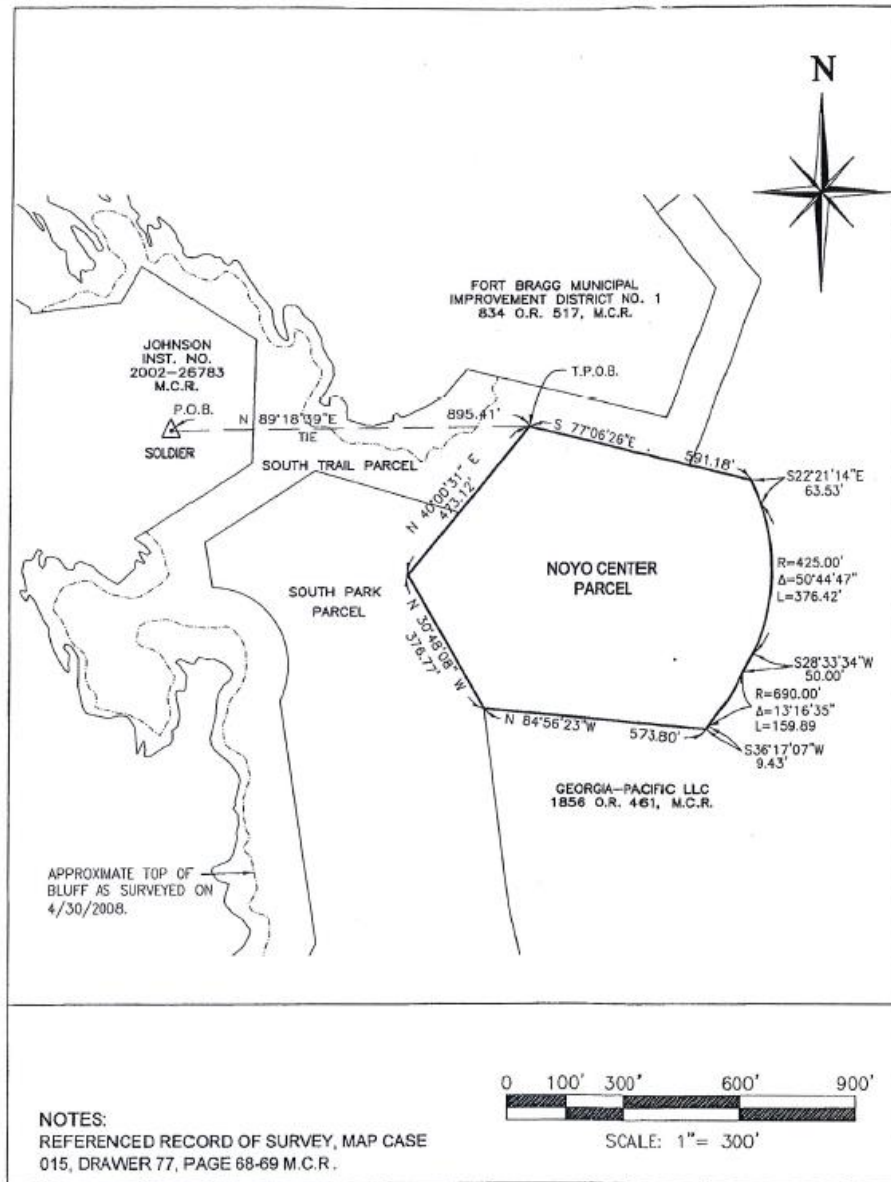 N
FORT BRAGG MUNICIPAL
IMPROVEMENT DISTRICT NO. 1
834 O.R. 517, M.C.R.
JOHNSON
INST. NO.
2002-26783
M.C.R.
T.P.O.B.
P.O.B.
N 89°18'39"E
895.41'
TIE
SOLDIER
SOUTH TRAIL PARCEL
S 77°06'26"E
591.18'
S22°21'14"E
63.53'
N 40°00'31" E
473.12'
NOYO CENTER
PARCEL
R=425.00'
Δ=50°44'47"
L=376.42'
SOUTH PARK
PARCEL
N 30°48'08" W
376.77'
S28°33'34"W
50.00'
R=690.00'
Δ=13°16'35"
L=159.89
N 84°56'23"W
573.80'
S36°17'07"W
9.43'
GEORGIA-PACIFIC LLC
1856 O.R. 461, M.C.R.
APPROXIMATE TOP OF
BLUFF AS SURVEYED ON
4/30/2008.
0 100' 300' 600' 900'
SCALE: 1"= 300'
NOTES:
REFERENCED RECORD OF SURVEY, MAP CASE
015, DRAWER 77, PAGE 68-69 M.C.R.